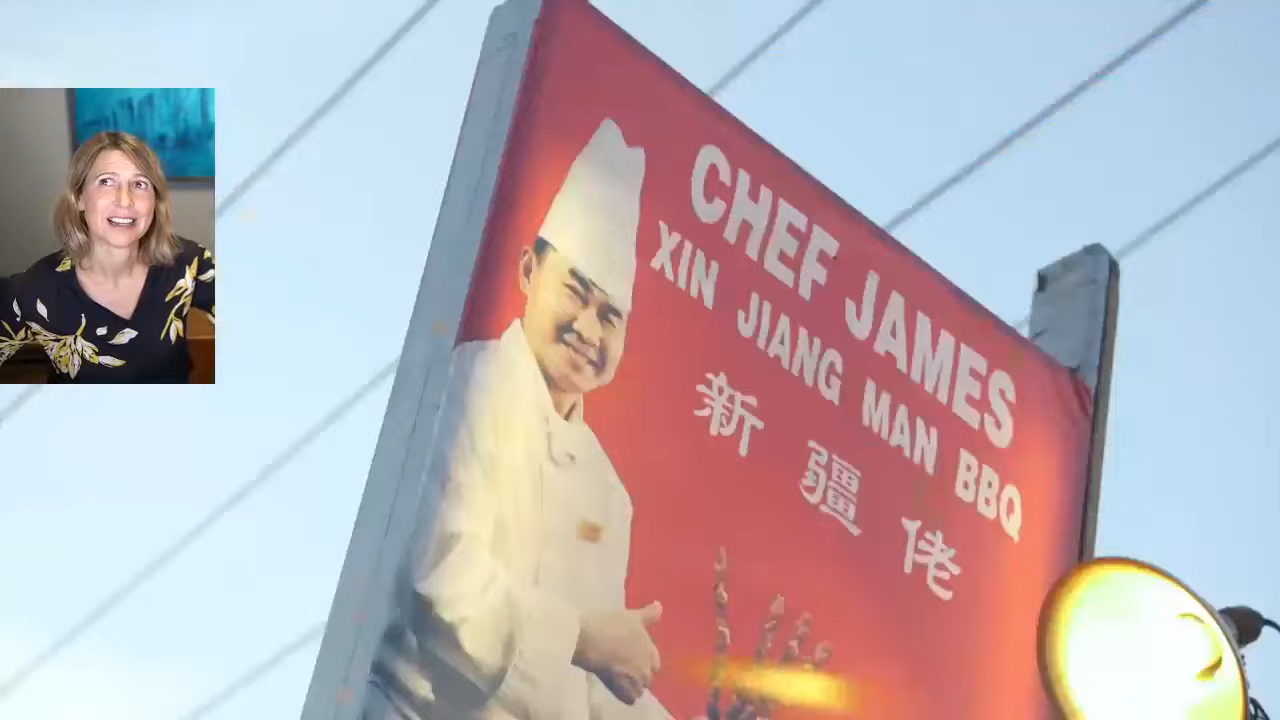 CHEF JAMES
XIN JIANG MAN BBQ
新疆佬